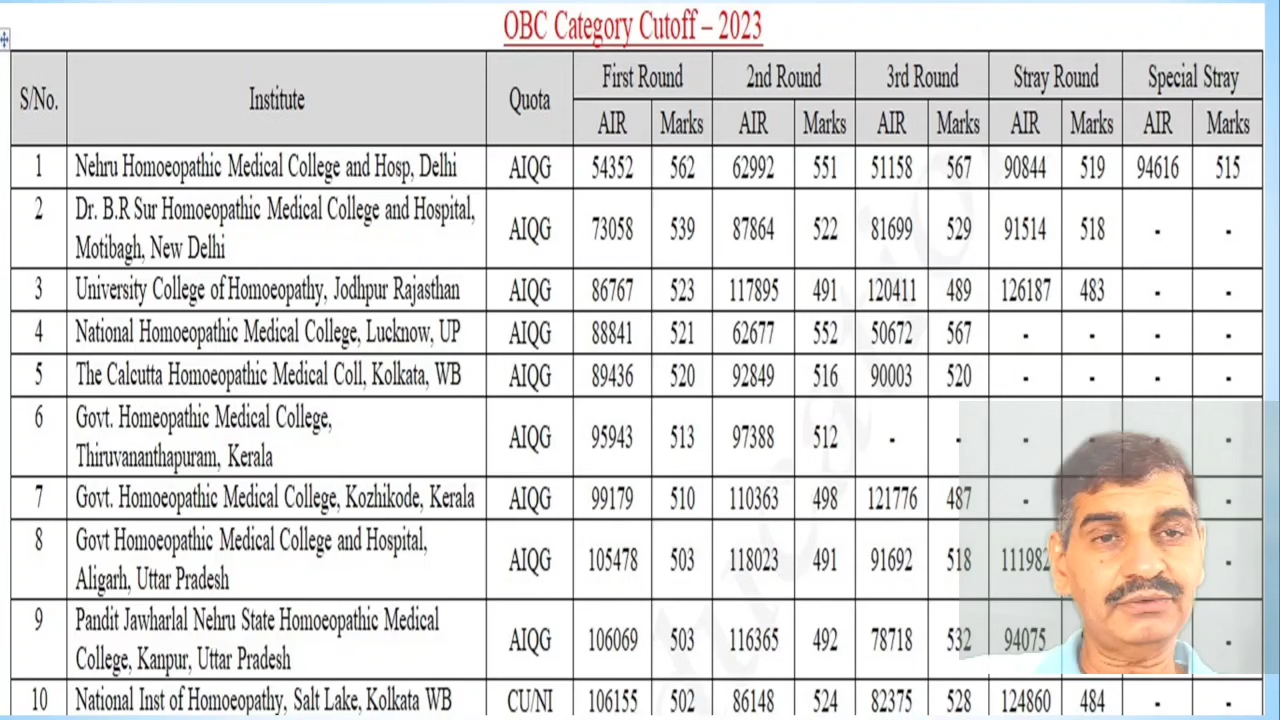 OBC Category Cutoff – 2023
S/No. Institute Quota First Round 2nd Round 3rd Round Stray Round Special Stray
AIR Marks AIR Marks AIR Marks AIR Marks AIR Marks
1 Nehru Homoeopathic Medical College and Hosp, Delhi AIQG 54352 562 62992 551 51158 567 90844 519 94616 515
2 Dr. B.R Sur Homoeopathic Medical College and Hospital,
Motibagh, New Delhi AIQG 73058 539 87864 522 81699 529 91514 518 - -
3 University College of Homoeopathy, Jodhpur Rajasthan AIQG 86767 523 117895 491 120411 489 126187 483 - -
4 National Homoeopathic Medical College, Lucknow, UP AIQG 88841 521 62677 552 50672 567 - - - -
5 The Calcutta Homoeopathic Medical Coll, Kolkata, WB AIQG 89436 520 92849 516 90003 520 - - - -
6 Govt. Homeopathic Medical College,
Thiruvananthapuram, Kerala AIQG 95943 513 97388 512 - - - - - -
7 Govt. Homoeopathic Medical College, Kozhikode, Kerala AIQG 99179 510 110363 498 121776 487 - -
8 Govt Homoeopathic Medical College and Hospital,
Aligarh, Uttar Pradesh AIQG 105478 503 118023 491 91692 518 111982 -
9 Pandit Jawharlal Nehru State Homoeopathic Medical
College, Kanpur, Uttar Pradesh AIQG 106069 503 116365 492 78718 532 94075 -
10 National Inst of Homoeopathy, Salt Lake, Kolkata WB CU/NI 106155 502 86148 524 82375 528 124860 484 - -